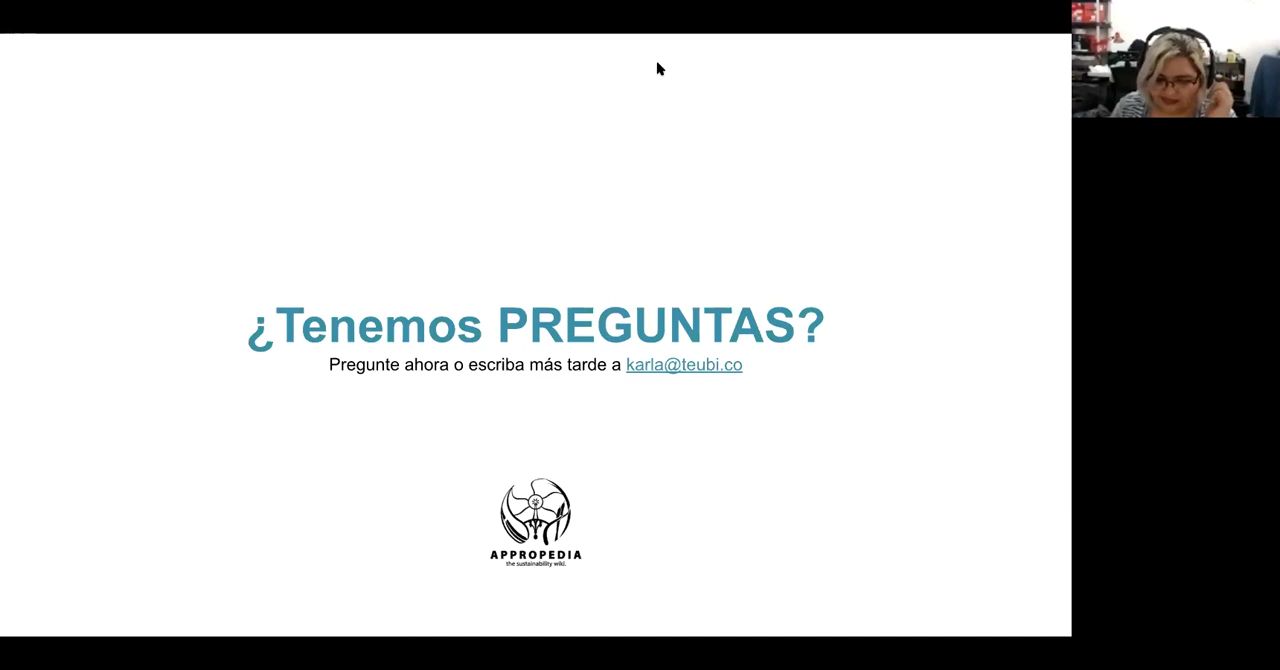 ¿Tenemos PREGUNTAS?
Pregunte ahora o escriba más tarde a karla@teubi.co
APPROPEDIA
the sustainability wiki.